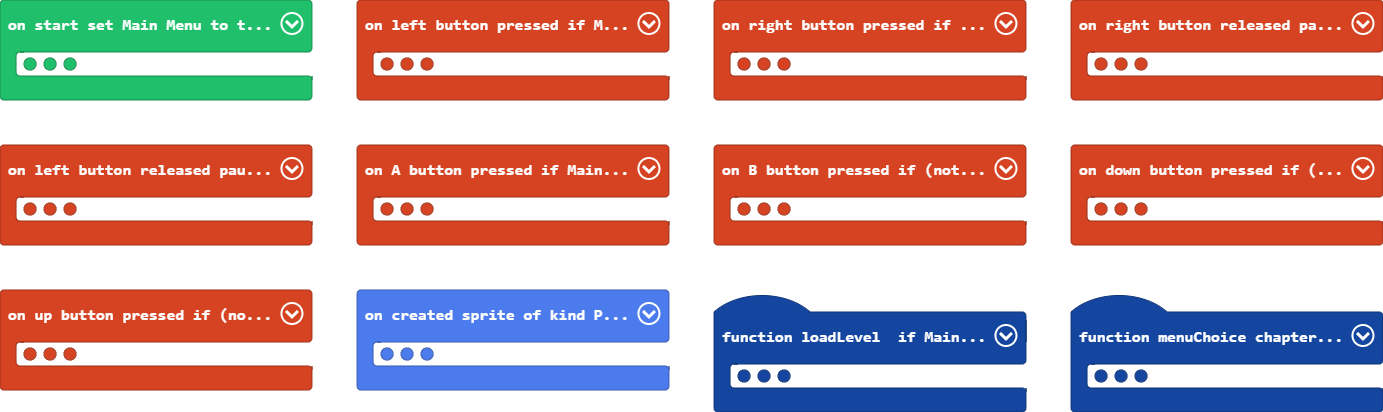 on start set Main Menu to t...
on left button pressed if M...
on right button pressed if ...
on right button released pa...
on left button released pau...
on A button pressed if Main...
on B button pressed if (not...
on down button pressed if (...
on up button pressed if (no...
on created sprite of kind P...
function loadLevel  if Main...
function menuChoice chapter...